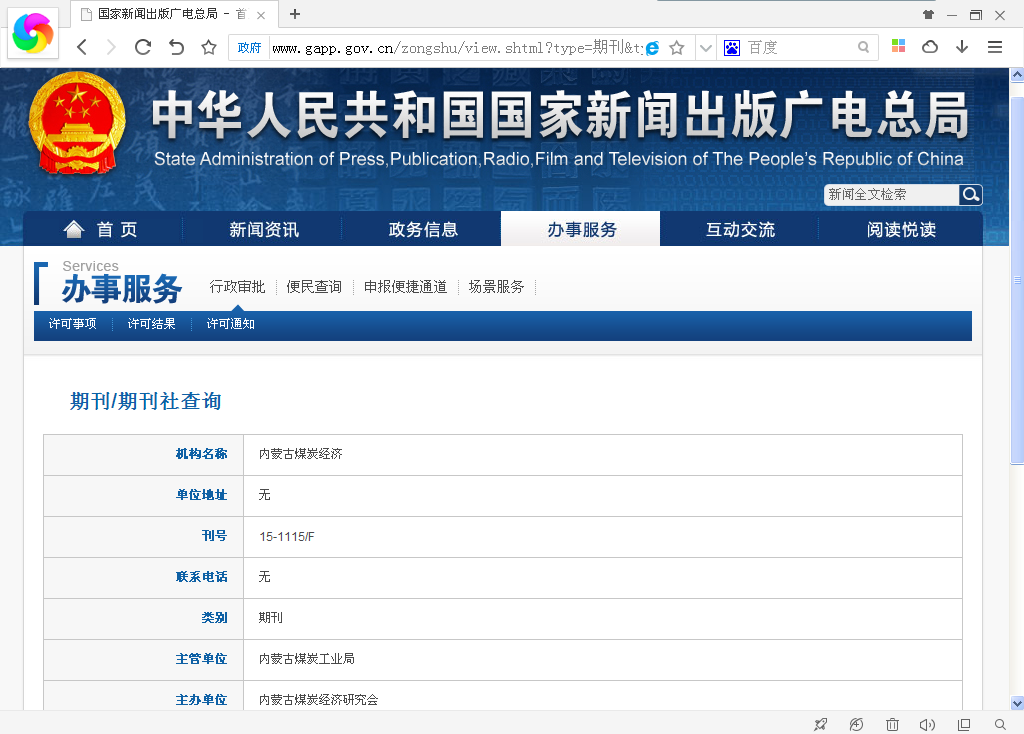 国家新闻出版广电总局 - 首
政府 www.gapp.gov.cn/zongshu/view.shtml?type=期刊&ty 百度
中华人民共和国国家新闻出版广电总局
State Administration of Press,Publication,Radio,Film and Television of The People's Republic of China
新闻全文检索
首 页 新闻资讯 政务信息 办事服务 互动交流 阅读悦读
Services
办事服务 行政审批 便民查询 申报便捷通道 场景服务
许可事项 许可结果 许可通知
期刊/期刊社查询
机构名称 内蒙古煤炭经济
单位地址 无
刊号 15-1115/F
联系电话 无
类别 期刊
主管单位 内蒙古煤炭工业局
主办单位 内蒙古煤炭经济研究会